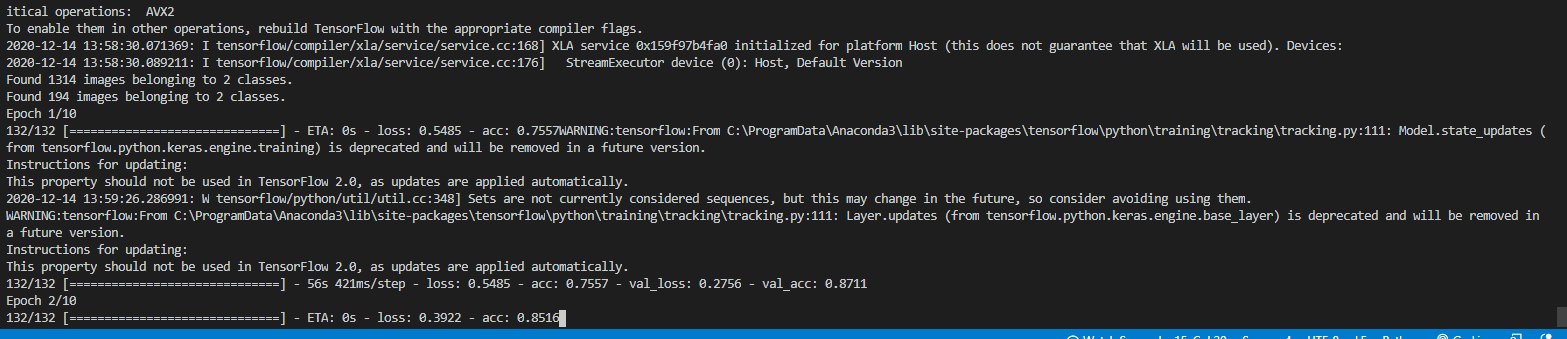 itical operations:  AVX2
To enable them in other operations, rebuild TensorFlow with the appropriate compiler flags.
2020-12-14 13:58:30.071369: I tensorflow/compiler/xla/service/service.cc:168] XLA service 0x159f97b4fa0 initialized for platform Host (this does not guarantee that XLA will be used). Devices:
2020-12-14 13:58:30.089211: I tensorflow/compiler/xla/service/service.cc:176]   StreamExecutor device (0): Host, Default Version
Found 1314 images belonging to 2 classes.
Found 194 images belonging to 2 classes.
Epoch 1/10
132/132 [==============================] - ETA: 0s - loss: 0.5485 - acc: 0.7557WARNING:tensorflow:From C:\ProgramData\Anaconda3\lib\site-packages\tensorflow\python\training\tracking\tracking.py:111: Model.state_updates (
from tensorflow.python.keras.engine.training) is deprecated and will be removed in a future version.
Instructions for updating:
This property should not be used in TensorFlow 2.0, as updates are applied automatically.
2020-12-14 13:59:26.286991: W tensorflow/python/util/util.cc:348] Sets are not currently considered sequences, but this may change in the future, so consider avoiding using them.
WARNING:tensorflow:From C:\ProgramData\Anaconda3\lib\site-packages\tensorflow\python\training\tracking\tracking.py:111: Layer.updates (from tensorflow.python.keras.engine.base_layer) is deprecated and will be removed in
a future version.
Instructions for updating:
This property should not be used in TensorFlow 2.0, as updates are applied automatically.
132/132 [==============================] - 56s 421ms/step - loss: 0.5485 - acc: 0.7557 - val_loss: 0.2756 - val_acc: 0.8711
Epoch 2/10
132/132 [==============================] - ETA: 0s - loss: 0.3922 - acc: 0.8516